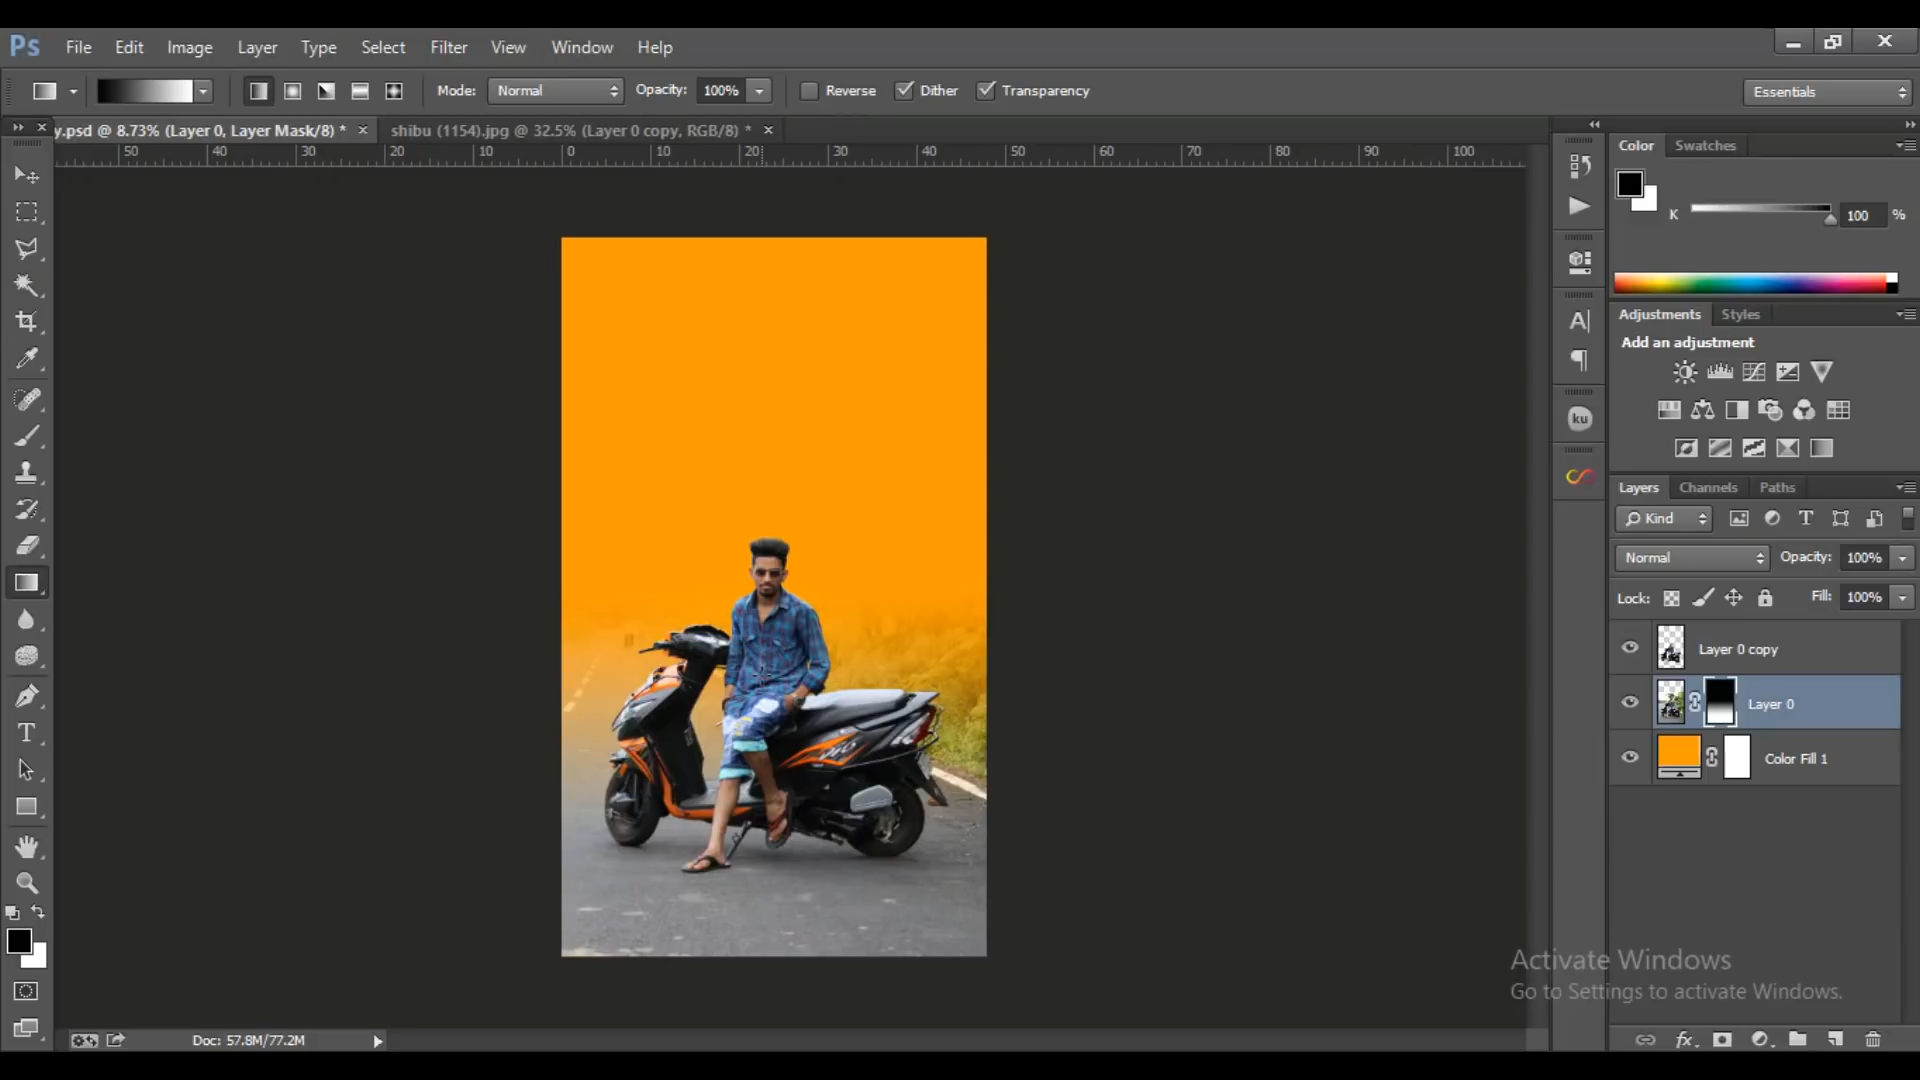 Ps File Edit Image Layer Type Select Filter View Window Help
Mode: Normal Opacity: 100% Reverse Dither Transparency Essentials
y.psd @ 8.73% (Layer 0, Layer Mask/8) * × shibu (1154).jpg @ 32.5% (Layer 0 copy, RGB/8) * ×
50 40 30 20 10 0 10 20 30 40 50 60 70 80 90 100
Color Swatches
K 100 %
Adjustments Styles
Add an adjustment
A
ku
Layers Channels Paths
Kind T
Normal Opacity: 100%
Lock: Fill: 100%
Layer 0 copy
Layer 0
Color Fill 1
T
DIO
Activate Windows
Go to Settings to activate Windows.
Doc: 57.8M/77.2M
fx